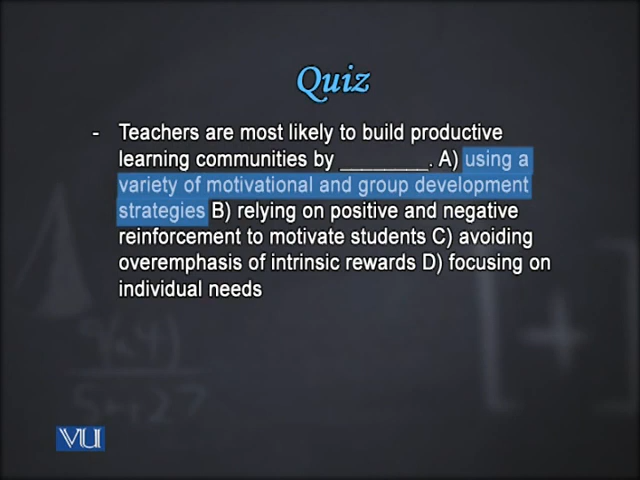 Quiz
- Teachers are most likely to build productive
learning communities by ________. A) using a
variety of motivational and group development
strategies B) relying on positive and negative
reinforcement to motivate students C) avoiding
overemphasis of intrinsic rewards D) focusing on
individual needs
VU